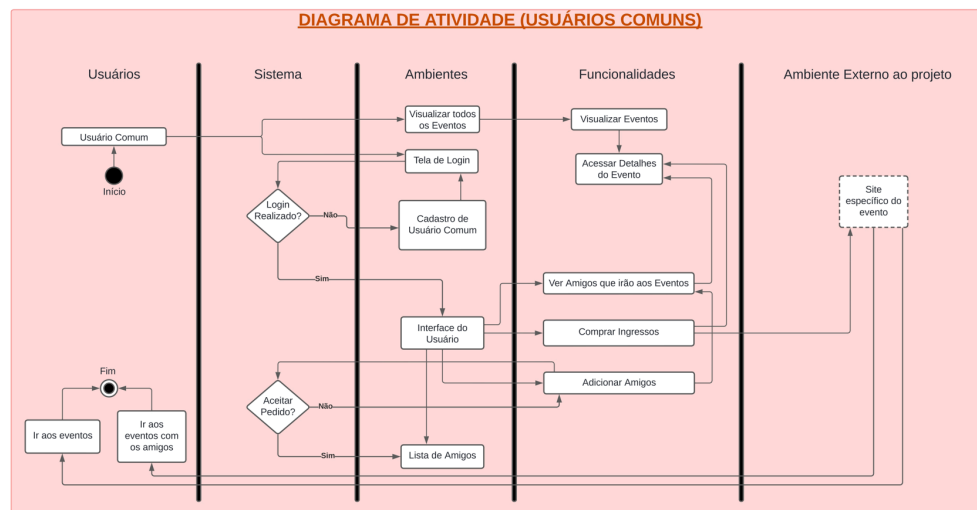 DIAGRAMA DE ATIVIDADE (USUÁRIOS COMUNS)
Usuários
Sistema
Ambientes
Funcionalidades
Ambiente Externo ao projeto
Usuário Comum
Início
Visualizar todos
os Eventos
Visualizar Eventos
Tela de Login
Acessar Detalhes
do Evento
Login
Realizado?
Não
Cadastro de
Usuário Comum
Site
específico do
evento
Sim
Ver Amigos que irão aos Eventos
Interface do
Usuário
Comprar Ingressos
Adicionar Amigos
Aceitar
Pedido?
Não
Sim
Lista de Amigos
Fim
Ir aos eventos
Ir aos
eventos com
os amigos